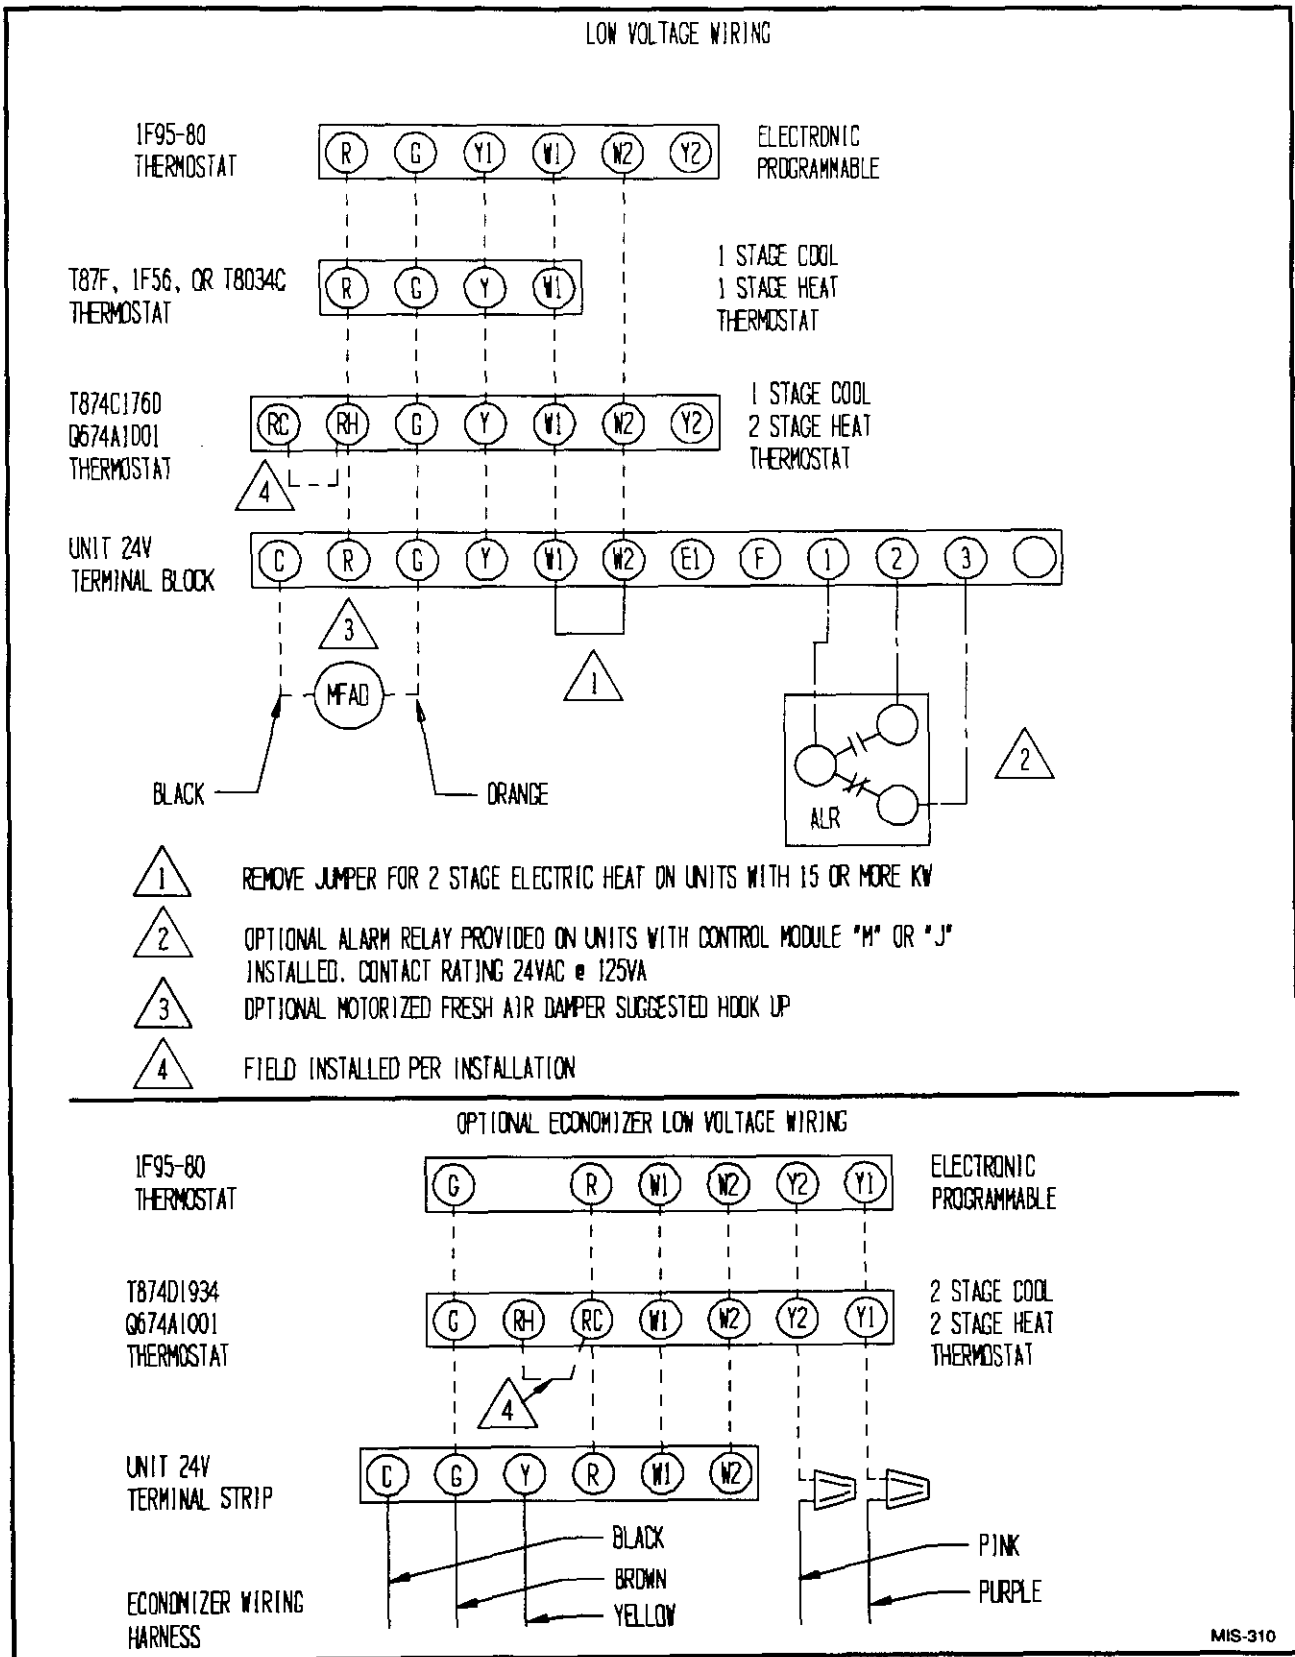 LOW VOLTAGE WIRING
1F95-80
THERMOSTAT
R G Y1 W1 W2 Y2
ELECTRONIC
PROGRAMMABLE
T87F, 1F56, OR T8034C
THERMOSTAT
R G Y W1
1 STAGE COOL
1 STAGE HEAT
THERMOSTAT
T874C1760
Q674A1001
THERMOSTAT
RC RH G Y W1 W2 Y2
1 STAGE COOL
2 STAGE HEAT
THERMOSTAT
4
UNIT 24V
TERMINAL BLOCK
C R G Y W1 W2 E1 F 1 2 3
3
MFAD
1
2
BLACK
ORANGE
ALR
1 REMOVE JUMPER FOR 2 STAGE ELECTRIC HEAT ON UNITS WITH 15 OR MORE KW
2 OPTIONAL ALARM RELAY PROVIDED ON UNITS WITH CONTROL MODULE "M" OR "J"
INSTALLED. CONTACT RATING 24VAC @ 125VA
3 OPTIONAL MOTORIZED FRESH AIR DAMPER SUGGESTED HOOK UP
4 FIELD INSTALLED PER INSTALLATION
OPTIONAL ECONOMIZER LOW VOLTAGE WIRING
1F95-80
THERMOSTAT
G R W1 W2 Y2 Y1
ELECTRONIC
PROGRAMMABLE
T874D1934
Q674A1001
THERMOSTAT
G RH RC W1 W2 Y2 Y1
2 STAGE COOL
2 STAGE HEAT
THERMOSTAT
4
UNIT 24V
TERMINAL STRIP
C G Y R W1 W2
BLACK
BROWN
YELLOW
PINK
PURPLE
ECONOMIZER WIRING
HARNESS
MIS-310